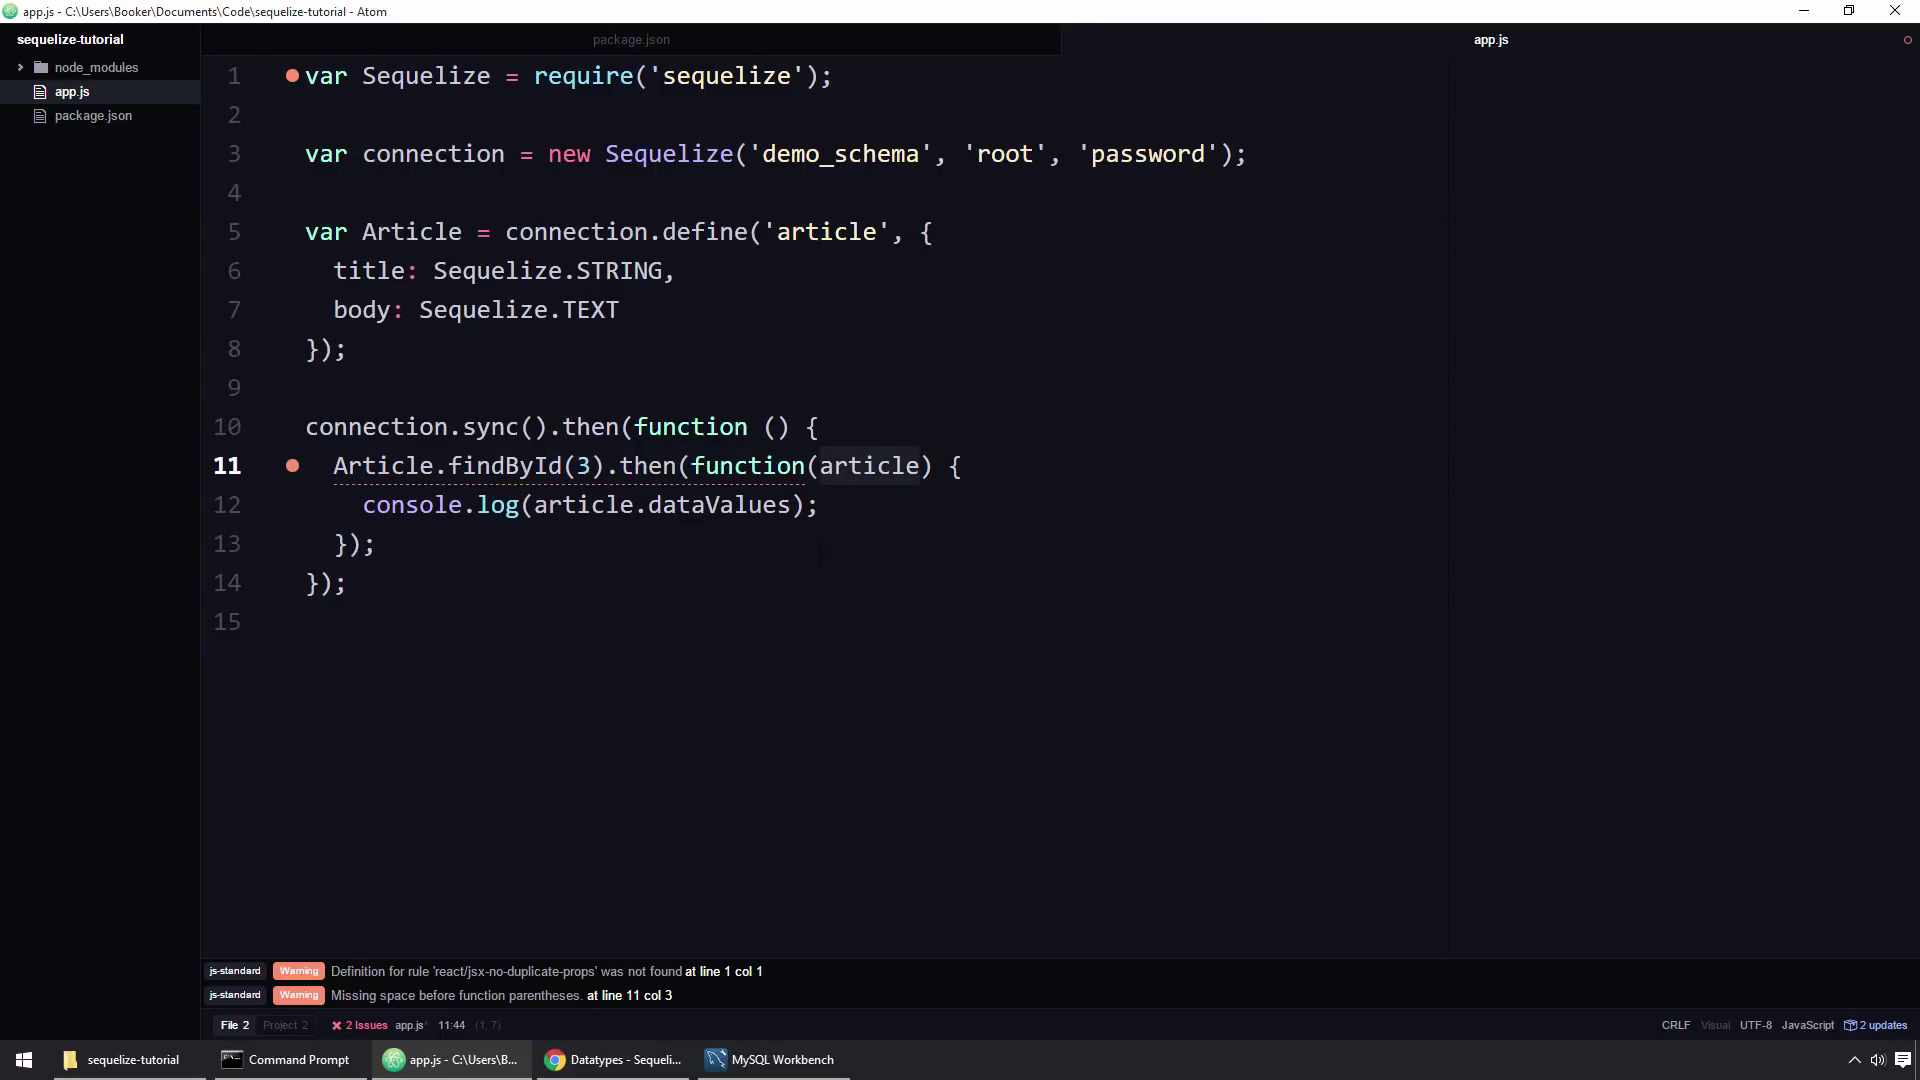 app.js - C:\Users\Booker\Documents\Code\sequelize-tutorial - Atom
sequelize-tutorial
node_modules
app.js
package.json
package.json
app.js
1 var Sequelize = require('sequelize');
2
3 var connection = new Sequelize('demo_schema', 'root', 'password');
4
5 var Article = connection.define('article', {
6 title: Sequelize.STRING,
7 body: Sequelize.TEXT
8 });
9
10 connection.sync().then(function () {
11 Article.findById(3).then(function(article) {
12 console.log(article.dataValues);
13 });
14 });
15
js-standard Warning Definition for rule 'react/jsx-no-duplicate-props' was not found at line 1 col 1
js-standard Warning Missing space before function parentheses. at line 11 col 3
File 2 Project 2 2 Issues app.js* 11:44 (1, 7) CRLF Visual UTF-8 JavaScript 2 updates
sequelize-tutorial Command Prompt app.js - C:\Users\B... Datatypes - Sequeli... MySQL Workbench